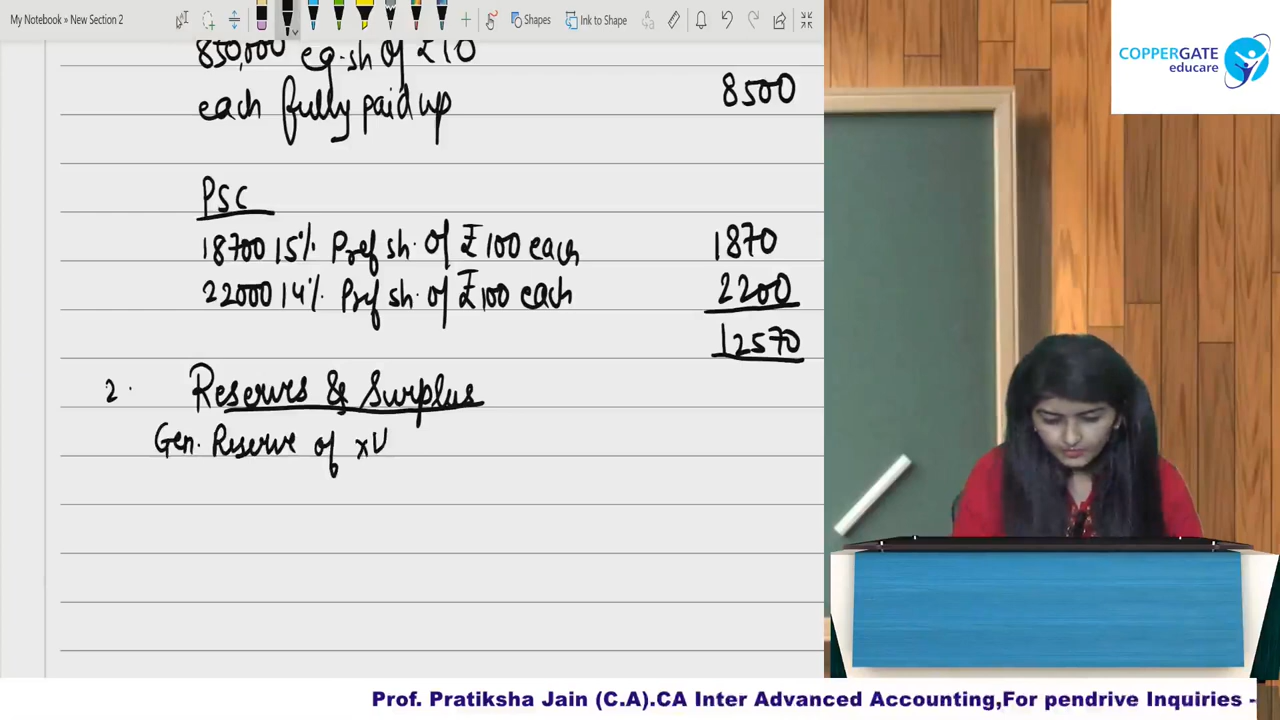 My Notebook » New Section 2
Shapes
Ink to Shape
COPPERGATE
educare
850,000 eq.sh of ₹10
each fully paid up 8500
PSC
18700 15% Pref sh. of ₹100 each 1870
22000 14% Pref sh. of ₹100 each 2200
12570
2. Reserves & Surplus
Gen. Reserve of XU
Prof. Pratiksha Jain (C.A).CA Inter Advanced Accounting,For pendrive Inquiries -